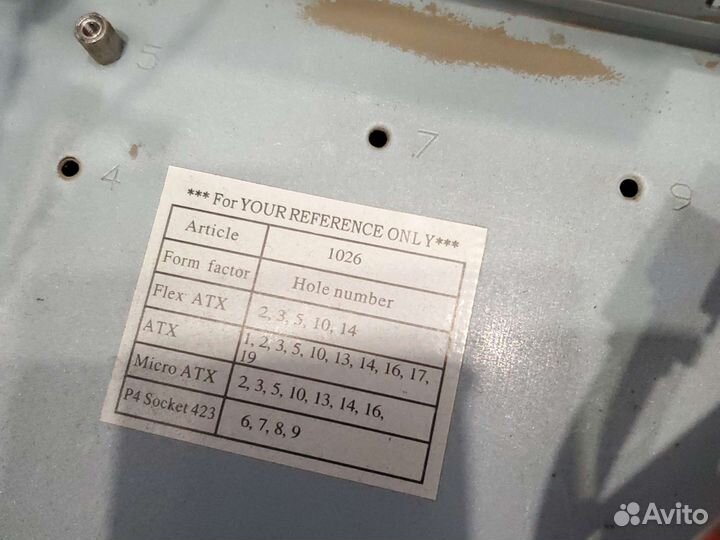 5
7
4
9
*** For YOUR REFERENCE ONLY***
Article 1026
Form factor Hole number
Flex ATX 2, 3, 5, 10, 14
ATX 1, 2, 3, 5, 10, 13, 14, 16, 17,
19
Micro ATX 2, 3, 5, 10, 13, 14, 16,
P4 Socket 423 6, 7, 8, 9
Avito